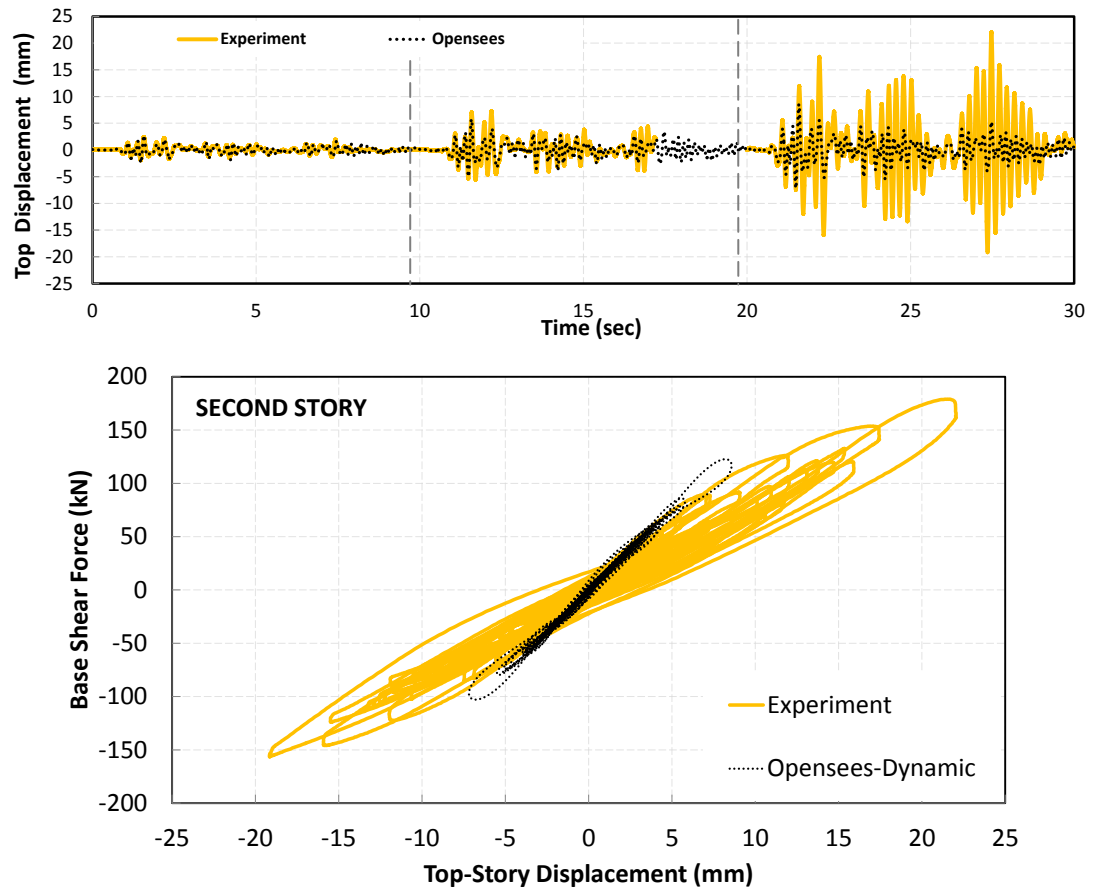 25
20
15
10
5
0
-5
-10
-15
-20
-25
Top Displacement (mm)
Experiment
Opensees
0 5 10 15 20 25 30
Time (sec)
200
150
100
50
0
-50
-100
-150
-200
Base Shear Force (kN)
SECOND STORY
Experiment
Opensees-Dynamic
-25 -20 -15 -10 -5 0 5 10 15 20 25
Top-Story Displacement (mm)